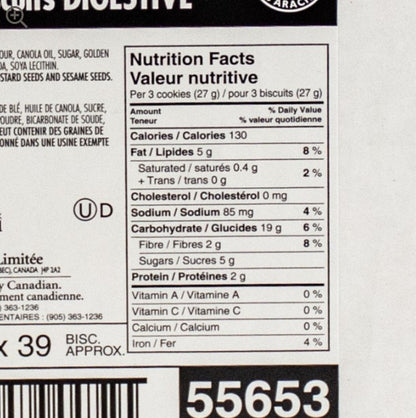 DIGESTIVE
OUR, CANOLA OIL, SUGAR, GOLDEN
DA, SOYA LECITHIN.
STARD SEEDS AND SESAME SEEDS.
DE BLÉ, HUILE DE CANOLA, SUCRE,
OUDRE, BICARBONATE DE SOUDE,
EUT CONTENIR DES GRAINES DE
ONNÉ DANS UNE USINE EXEMPTE
U D
Limitée
BEC), CANADA J4P 1A2
y Canadian.
ment canadienne.
) 363-1236
ENTAIRES : (905) 363-1236
x 39 BISC.
APPROX.
Nutrition Facts
Valeur nutritive
Per 3 cookies (27 g) / pour 3 biscuits (27 g)
Amount % Daily Value
Teneur % valeur quotidienne
Calories / Calories 130
Fat / Lipides 5 g 8 %
Saturated / saturés 0.4 g
+ Trans / trans 0 g 2 %
Cholesterol / Cholestérol 0 mg
Sodium / Sodium 85 mg 4 %
Carbohydrate / Glucides 19 g 6 %
Fibre / Fibres 2 g 8 %
Sugars / Sucres 5 g
Protein / Protéines 2 g
Vitamin A / Vitamine A 0 %
Vitamin C / Vitamine C 0 %
Calcium / Calcium 0 %
Iron / Fer 4 %
55653